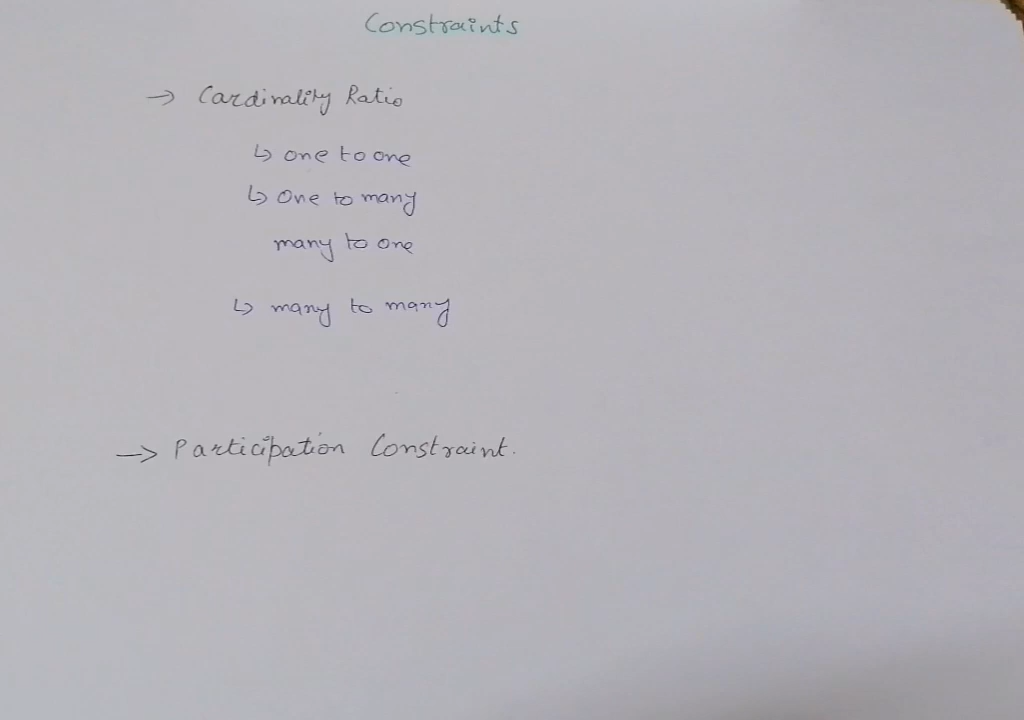 Constraints
→ Cardinality Ratio
↳ one to one
↳ One to many
many to one
↳ many to many
→ Participation Constraint.